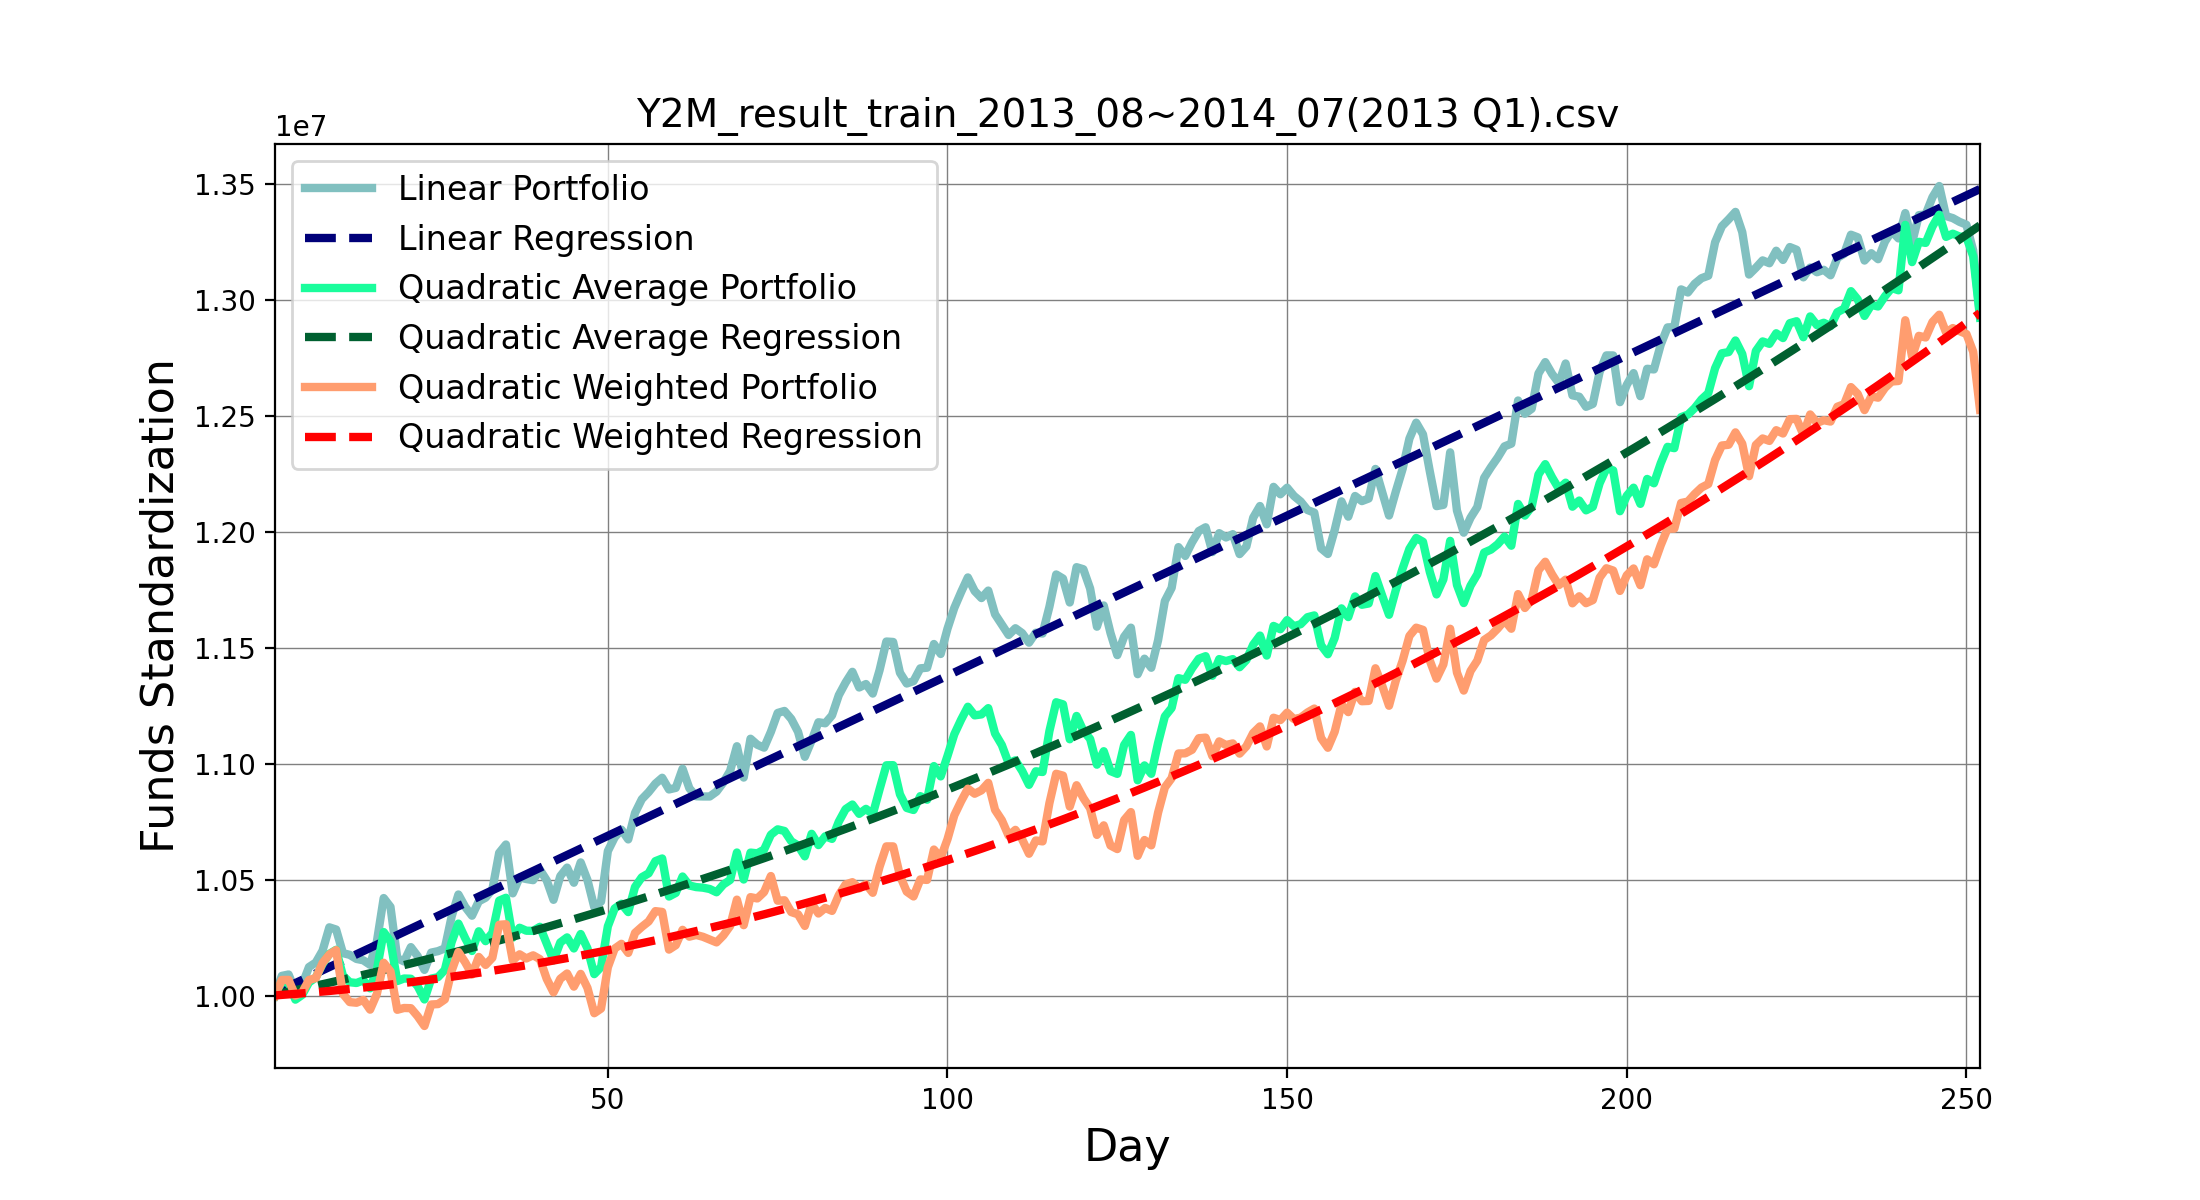 Y2M_result_train_2013_08~2014_07(2013 Q1).csv
1e7
1.35
1.30
1.25
1.20
1.15
1.10
1.05
1.00
Funds Standardization
Linear Portfolio
Linear Regression
Quadratic Average Portfolio
Quadratic Average Regression
Quadratic Weighted Portfolio
Quadratic Weighted Regression
50
100
150
200
250
Day